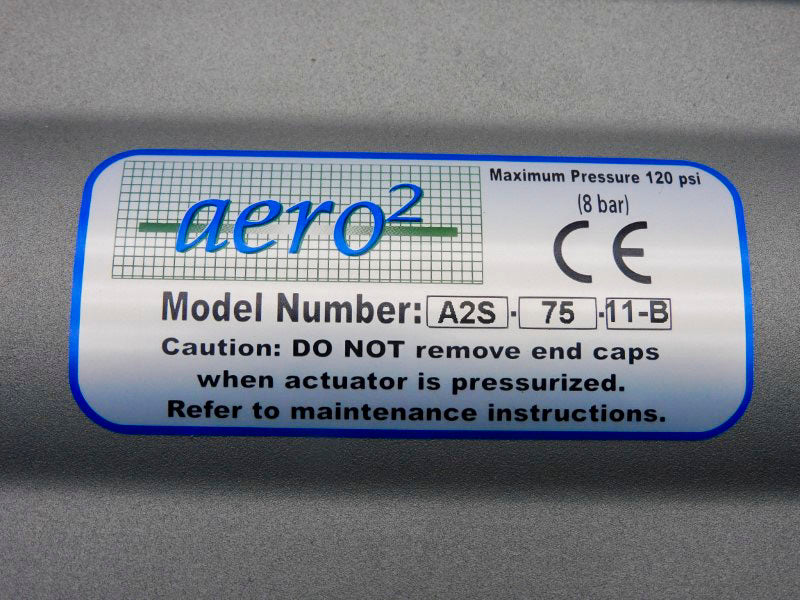 aero²
Maximum Pressure 120 psi
(8 bar)
CE
Model Number: A2S - 75 - 11-B
Caution: DO NOT remove end caps
when actuator is pressurized.
Refer to maintenance instructions.